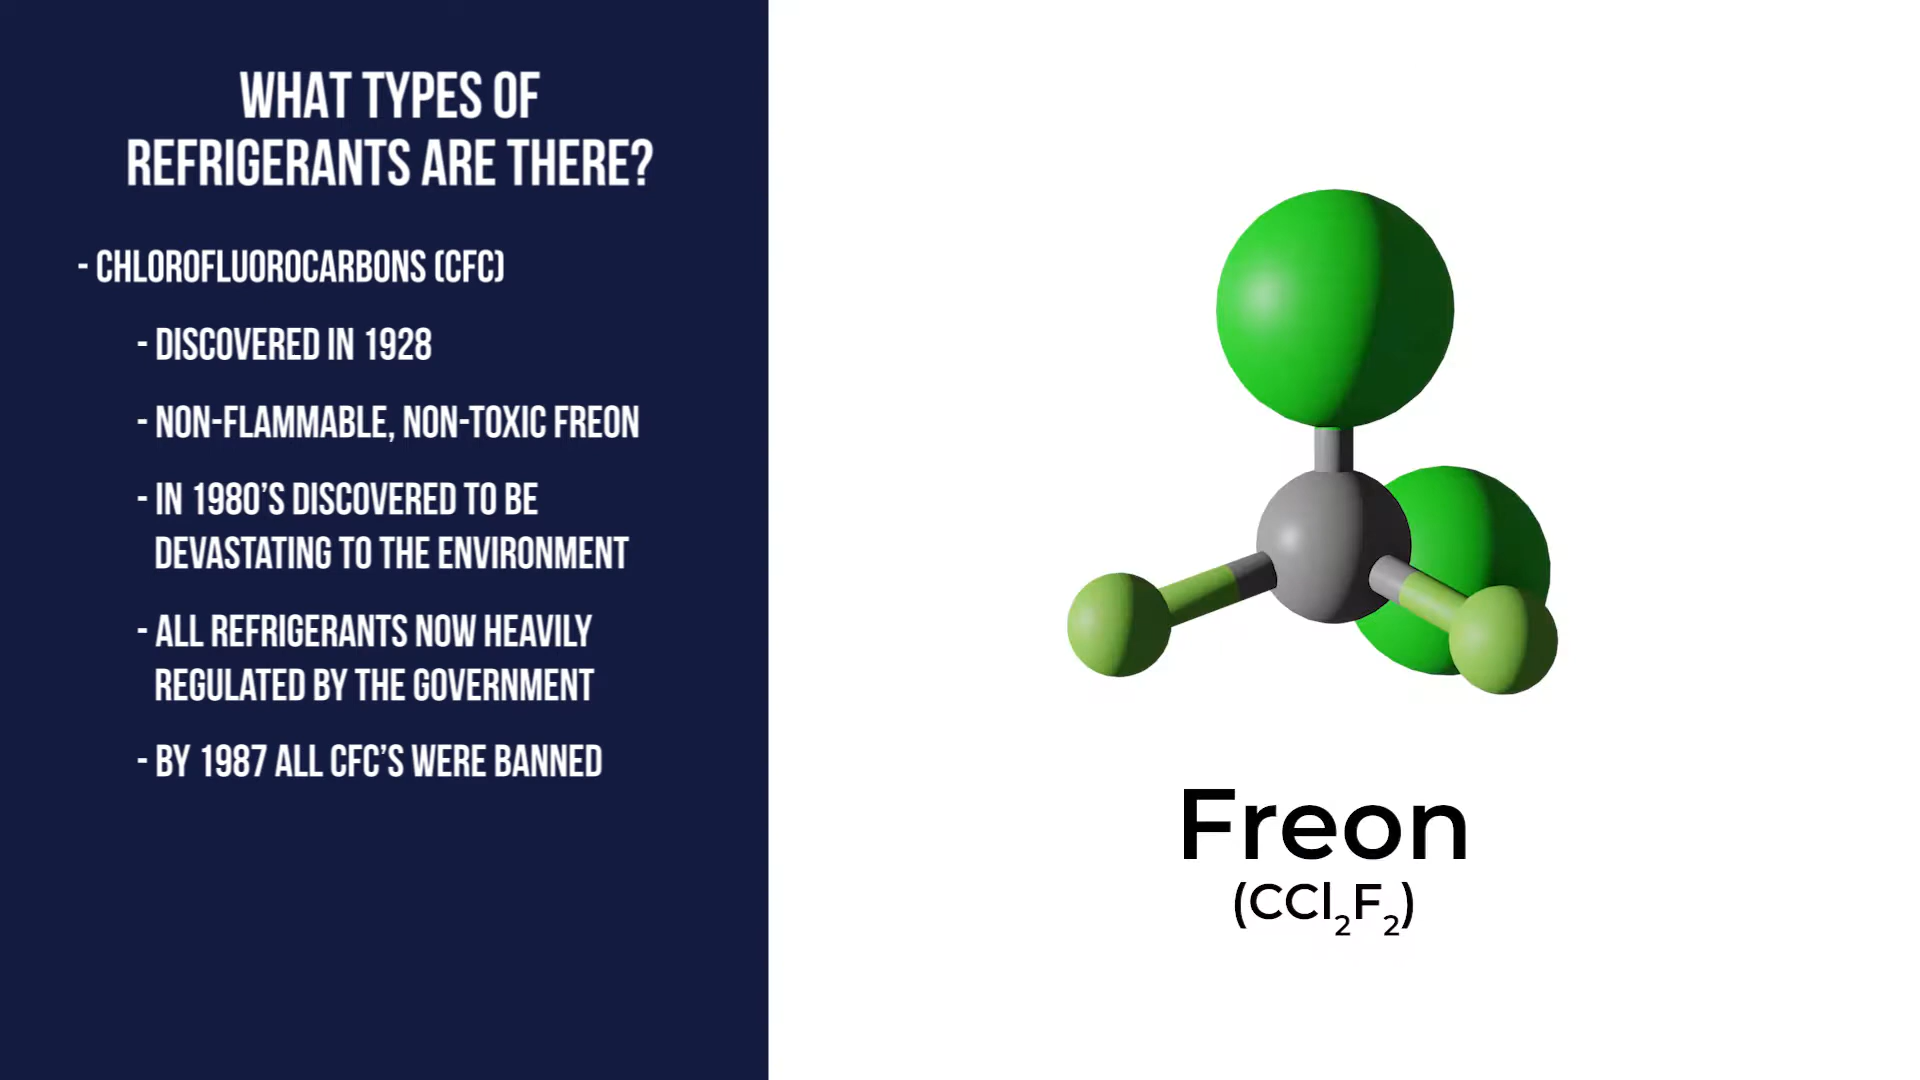 WHAT TYPES OF
REFRIGERANTS ARE THERE?
- CHLOROFLUOROCARBONS (CFC)
- DISCOVERED IN 1928
- NON-FLAMMABLE, NON-TOXIC FREON
- IN 1980’S DISCOVERED TO BE
DEVASTATING TO THE ENVIRONMENT
- ALL REFRIGERANTS NOW HEAVILY
REGULATED BY THE GOVERNMENT
- BY 1987 ALL CFC’S WERE BANNED
Freon
(CCl₂F₂)